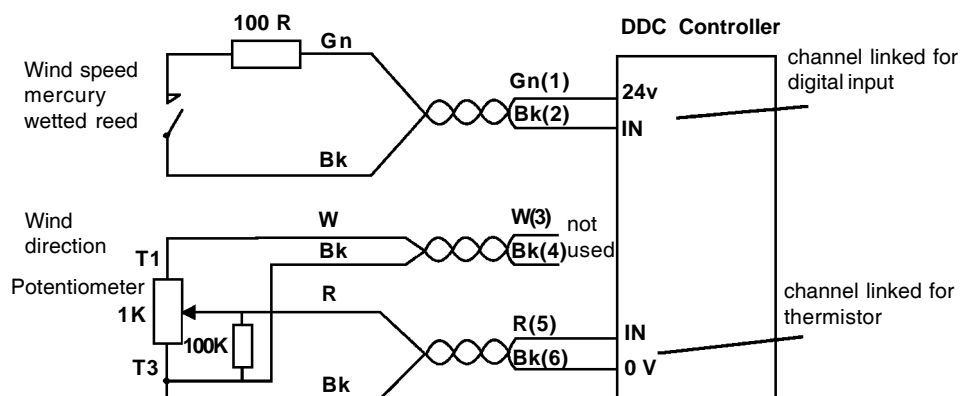 100 R
Gn
DDC Controller
channel linked for
digital input
Wind speed
mercury
wetted reed
Gn(1)
24v
Bk(2)
IN
Bk
Wind
direction
W
W(3)
not
used
T1
Bk
Bk(4)
Potentiometer
R
1K
100K
channel linked for
thermistor
R(5)
IN
Bk(6)
0 V
T3
Bk